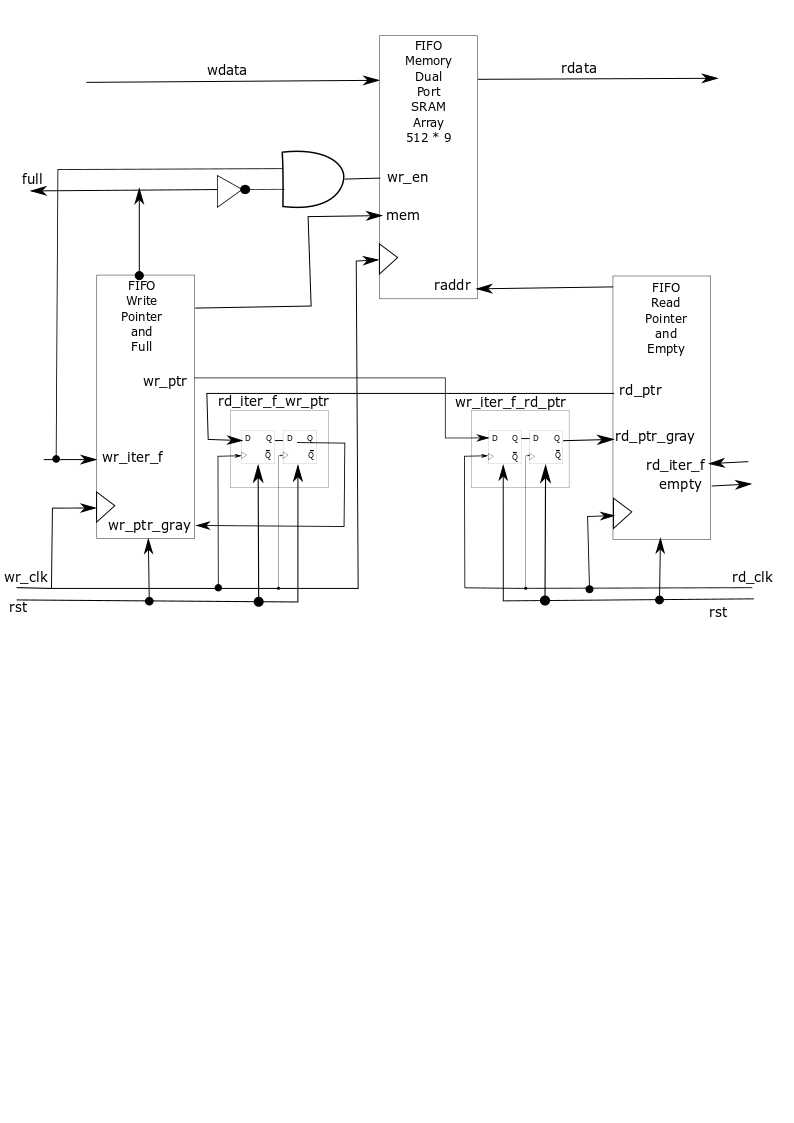 wdata
FIFO
Memory
Dual
Port
SRAM
Array
512 * 9
rdata
full
wr_en
mem
raddr
FIFO
Write
Pointer
and
Full
FIFO
Read
Pointer
and
Empty
wr_ptr
rd_ptr
rd_iter_f_wr_ptr
wr_iter_f_rd_ptr
D Q D Q
Q̅ Q̅
D Q D Q
Q̅ Q̅
rd_ptr_gray
wr_iter_f
rd_iter_f
empty
wr_ptr_gray
wr_clk
rd_clk
rst
rst